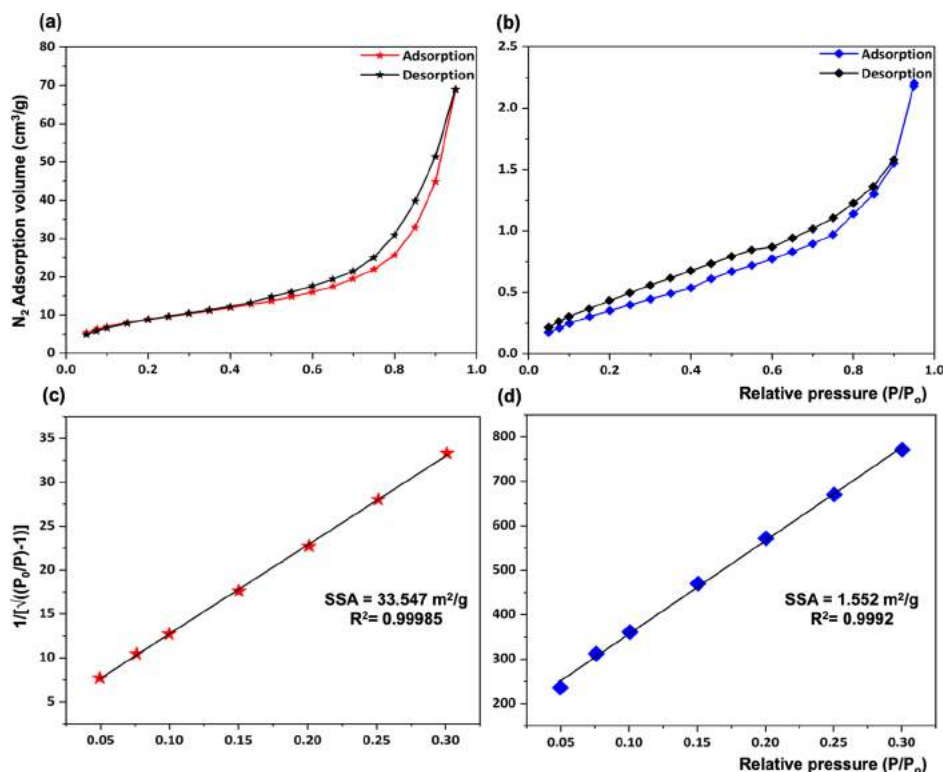 (a)
(b)
80
70
60
50
40
30
20
10
0
N₂ Adsorption volume (cm³/g)
Adsorption
Desorption
0.0 0.2 0.4 0.6 0.8 1.0
2.5
2.0
1.5
1.0
0.5
0.0
Adsorption
Desorption
0.0 0.2 0.4 0.6 0.8 1.0
Relative pressure (P/Pₒ)
(c)
(d)
35
30
25
20
15
10
5
1/[√((P₀/P)-1)]
SSA = 33.547 m²/g
R²= 0.99985
0.05 0.10 0.15 0.20 0.25 0.30
800
700
600
500
400
300
200
SSA = 1.552 m²/g
R²= 0.9992
0.05 0.10 0.15 0.20 0.25 0.30
Relative pressure (P/Pₒ)